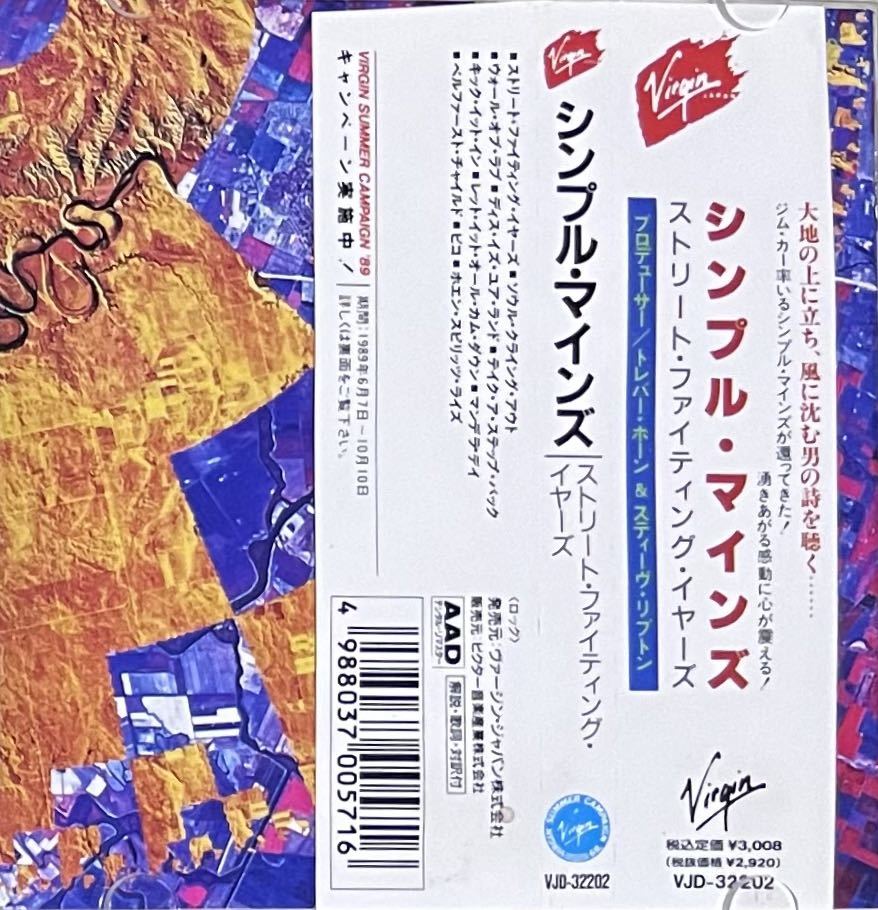 大地の上に立ち、風に沈む男の詩を聴く……
ジム・カー率いるシンプル・マインズが還ってきた!
湧きあがる感動に心が震える!
シンプル・マインズ
ストリート・ファイティング・イヤーズ
プロデューサー/トレバー・ホーン & スティーヴ・リプトン
Virgin
JAPAN
Virgin
税込定価 ¥3,008
(税抜価格 ¥2,920)
VJD-32202
Virgin
シンプル・マインズ
ストリート・ファイティング・
イヤーズ
VIRGIN SUMMER CAMPAIGN '89
Virgin
VJD-32202
■ストリート・ファイティング・イヤーズ■ソウル・クライング・アウト
■ウォール・オブ・ラブ■ディス・イズ・ユア・ランド■テイク・ア・ステップ・バック
■キック・イット・イン■レット・イット・オール・カム・ダウン■マンデラ・デイ
■ベルファースト・チャイルド■ビコ■ホエン・スピリッツ・ライズ
〈ロック〉
発売元:ヴァージン・ジャパン株式会社
販売元:ビクター音楽産業株式会社
AAD
デジタル・リマスター
解説・歌詞・対訳付
VIRGIN SUMMER CAMPAIGN '89
キャンペーン実施中!
期間:1989年6月7日~10月10日
詳しくは裏面をご覧下さい。
4 988037 005716